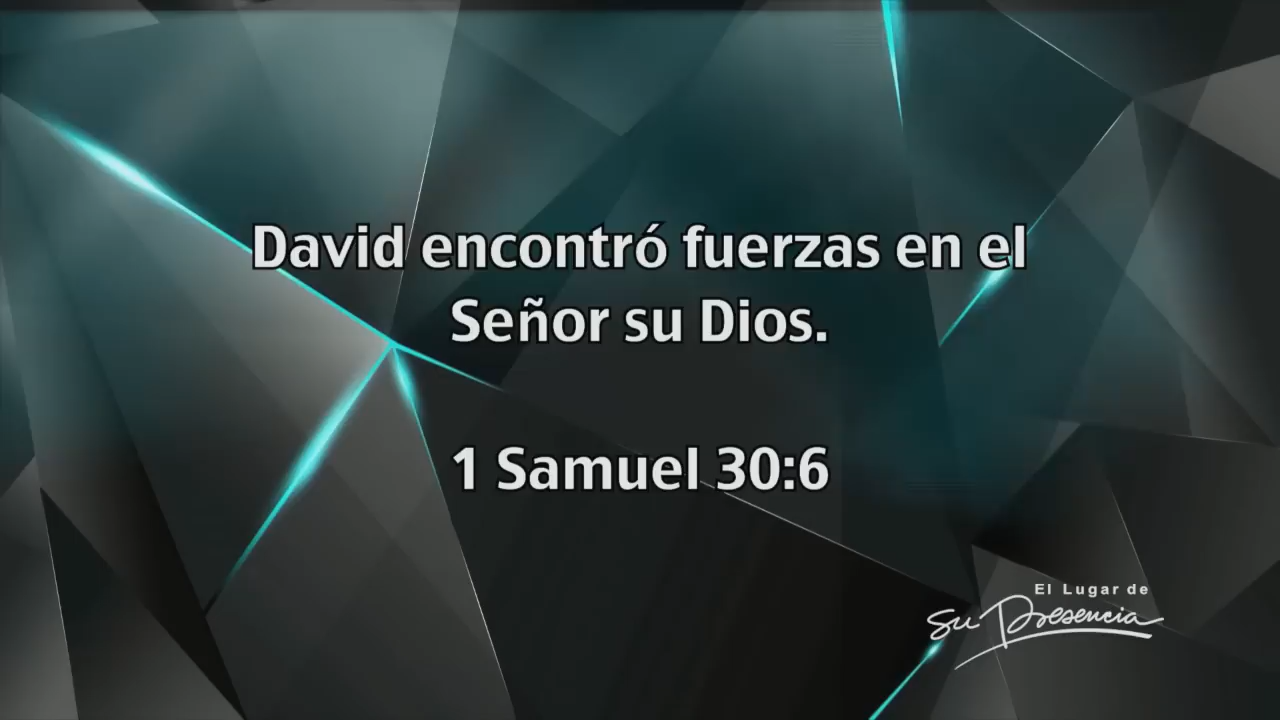 David encontró fuerzas en el
Señor su Dios.
1 Samuel 30:6
El Lugar de
Su Presencia